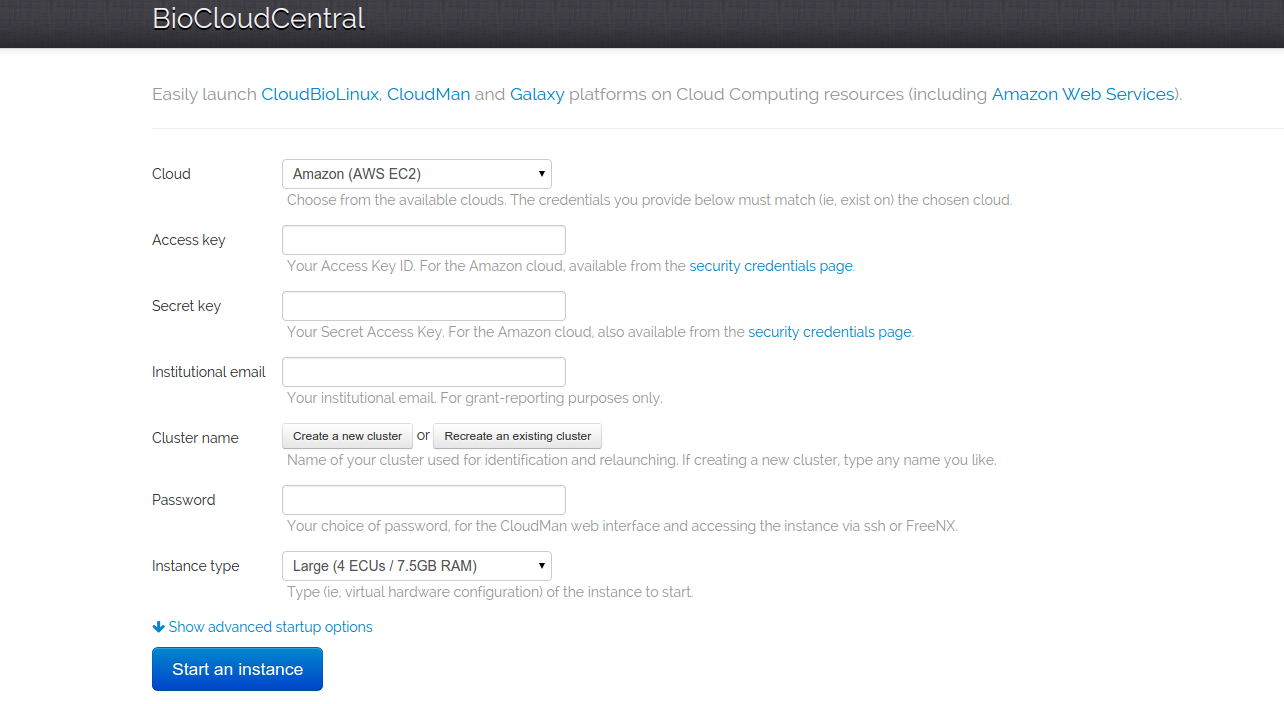 BioCloudCentral
Easily launch CloudBioLinux, CloudMan and Galaxy platforms on Cloud Computing resources (including Amazon Web Services).
Cloud Amazon (AWS EC2)
Choose from the available clouds. The credentials you provide below must match (ie, exist on) the chosen cloud.
Access key
Your Access Key ID. For the Amazon cloud, available from the security credentials page.
Secret key
Your Secret Access Key. For the Amazon cloud, also available from the security credentials page.
Institutional email
Your institutional email. For grant-reporting purposes only.
Cluster name Create a new cluster or Recreate an existing cluster
Name of your cluster used for identification and relaunching. If creating a new cluster, type any name you like.
Password
Your choice of password, for the CloudMan web interface and accessing the instance via ssh or FreeNX.
Instance type Large (4 ECUs / 7.5GB RAM)
Type (ie, virtual hardware configuration) of the instance to start.
Show advanced startup options
Start an instance